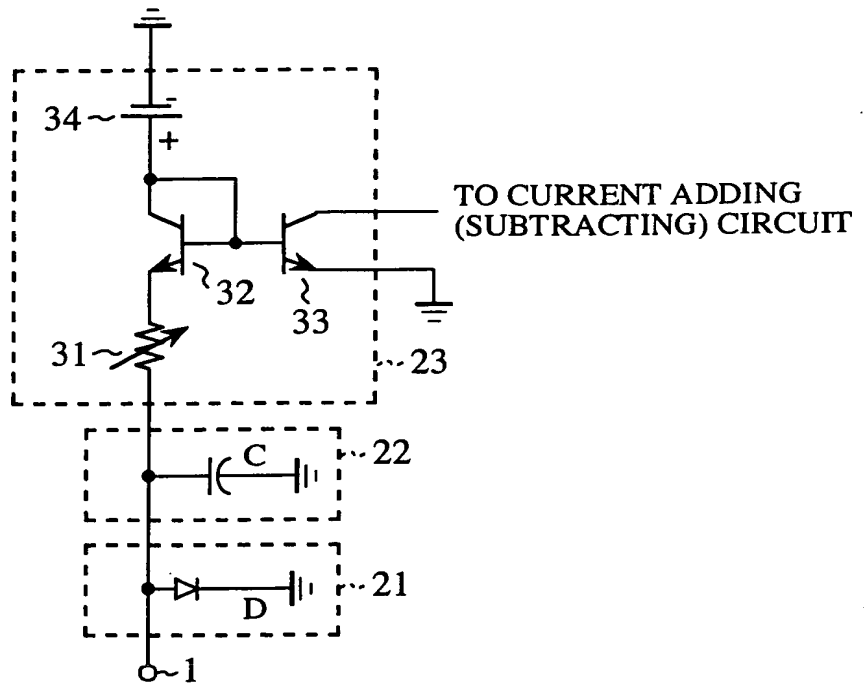 34
-
+
TO CURRENT ADDING
(SUBTRACTING) CIRCUIT
32
33
31
23
C
22
21
D
1